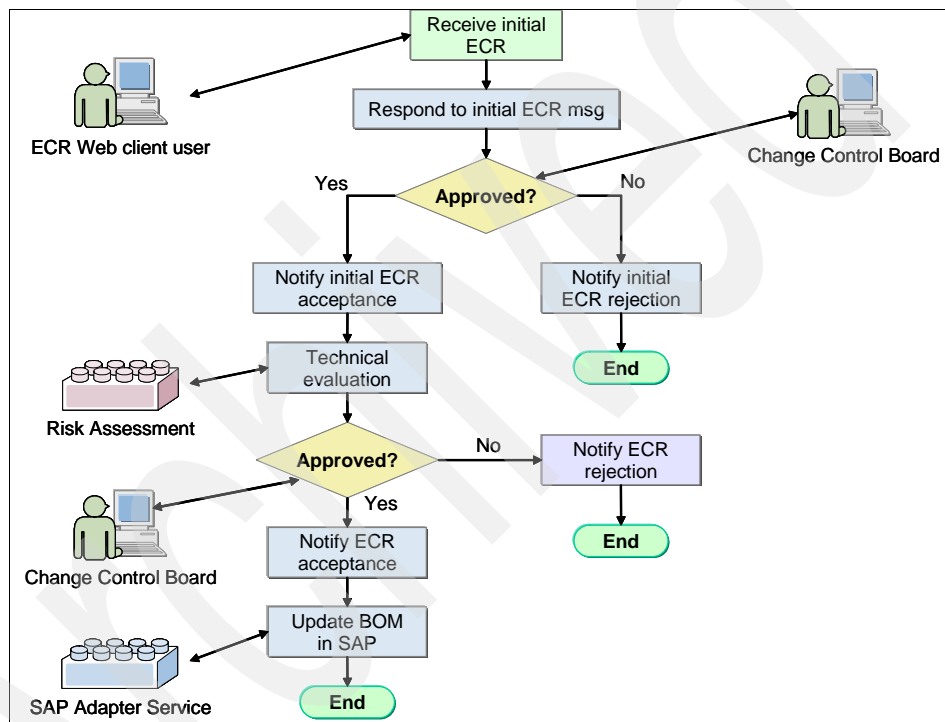 Receive initial
ECR
Respond to initial ECR msg
ECR Web client user
Change Control Board
Yes
No
Approved?
Notify initial ECR
acceptance
Notify initial
ECR rejection
Technical
evaluation
End
Risk Assessment
Approved?
No
Notify ECR
rejection
Yes
Notify ECR
acceptance
End
Change Control Board
Update BOM
in SAP
SAP Adapter Service
End